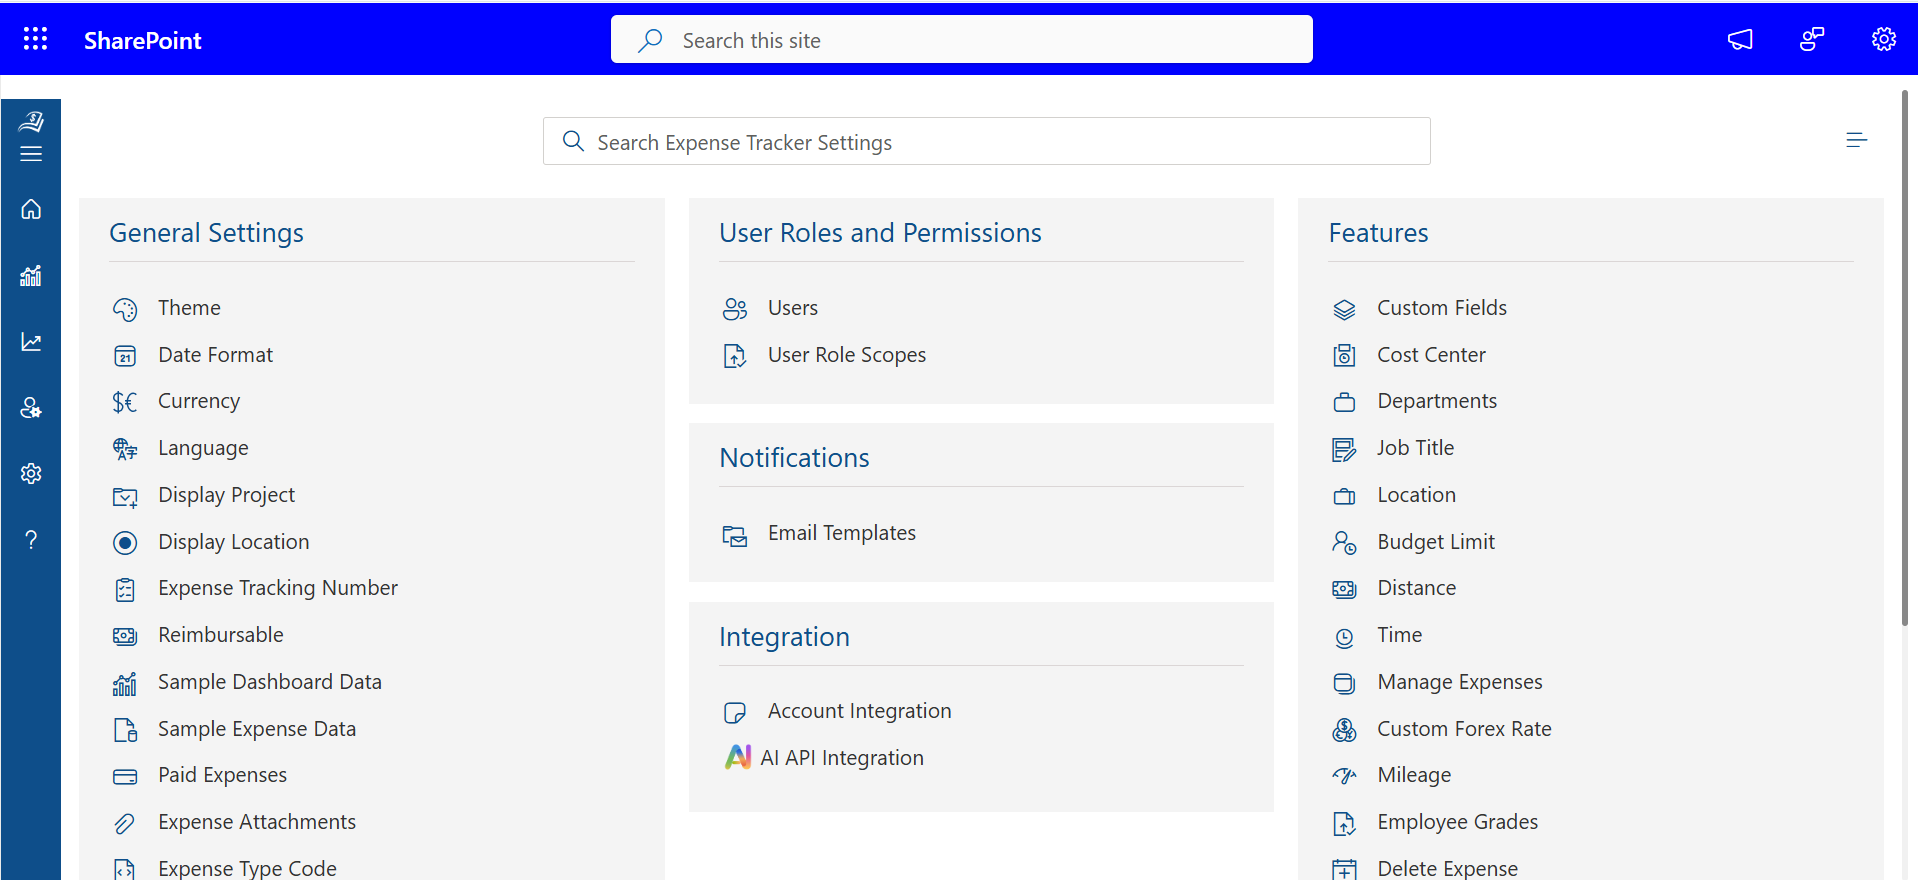 SharePoint
Search this site
Search Expense Tracker Settings
General Settings
Theme
21
Date Format
$€
Currency
Language
Display Project
Display Location
Expense Tracking Number
Reimbursable
Sample Dashboard Data
Sample Expense Data
Paid Expenses
Expense Attachments
Expense Type Code
User Roles and Permissions
Users
User Role Scopes
Notifications
Email Templates
Integration
Account Integration
AI AI API Integration
Features
Custom Fields
Cost Center
Departments
Job Title
Location
Budget Limit
Distance
Time
Manage Expenses
Custom Forex Rate
Mileage
Employee Grades
Delete Expense